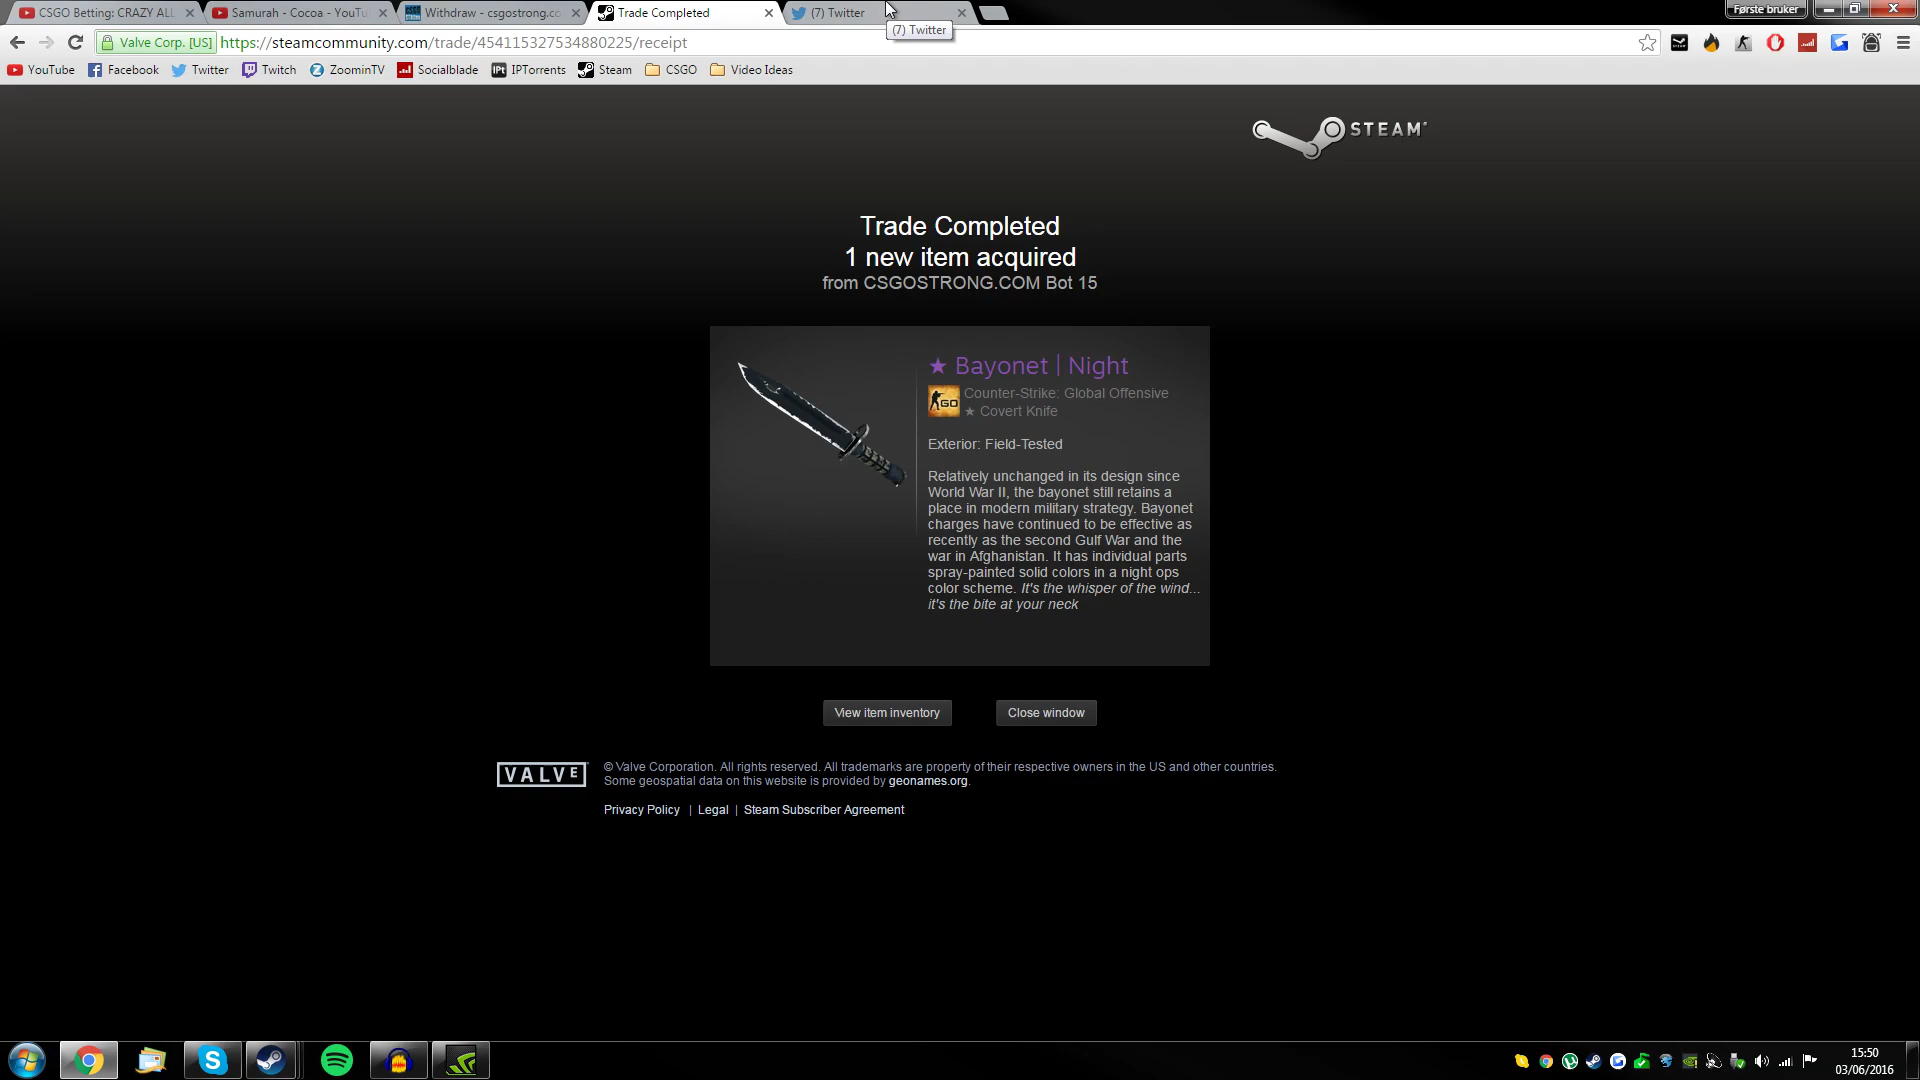 CSGO Betting: CRAZY ALL
Samurah - Cocoa - YouTu
Withdraw - csgostrong.co
Trade Completed
(7) Twitter
Første bruker
(7) Twitter
Valve Corp. [US]
https://steamcommunity.com/trade/454115327534880225/receipt
YouTube
Facebook
Twitter
Twitch
ZoominTV
Socialblade
IPTorrents
Steam
CSGO
Video Ideas
STEAM
Trade Completed
1 new item acquired
from CSGOSTRONG.COM Bot 15
★ Bayonet | Night
Counter-Strike: Global Offensive
★ Covert Knife
Exterior: Field-Tested
Relatively unchanged in its design since
World War II, the bayonet still retains a
place in modern military strategy. Bayonet
charges have continued to be effective as
recently as the second Gulf War and the
war in Afghanistan. It has individual parts
spray-painted solid colors in a night ops
color scheme. It's the whisper of the wind...
it's the bite at your neck
View item inventory
Close window
VALVE
© Valve Corporation. All rights reserved. All trademarks are property of their respective owners in the US and other countries.
Some geospatial data on this website is provided by geonames.org.
Privacy Policy | Legal | Steam Subscriber Agreement
15:50
03/06/2016